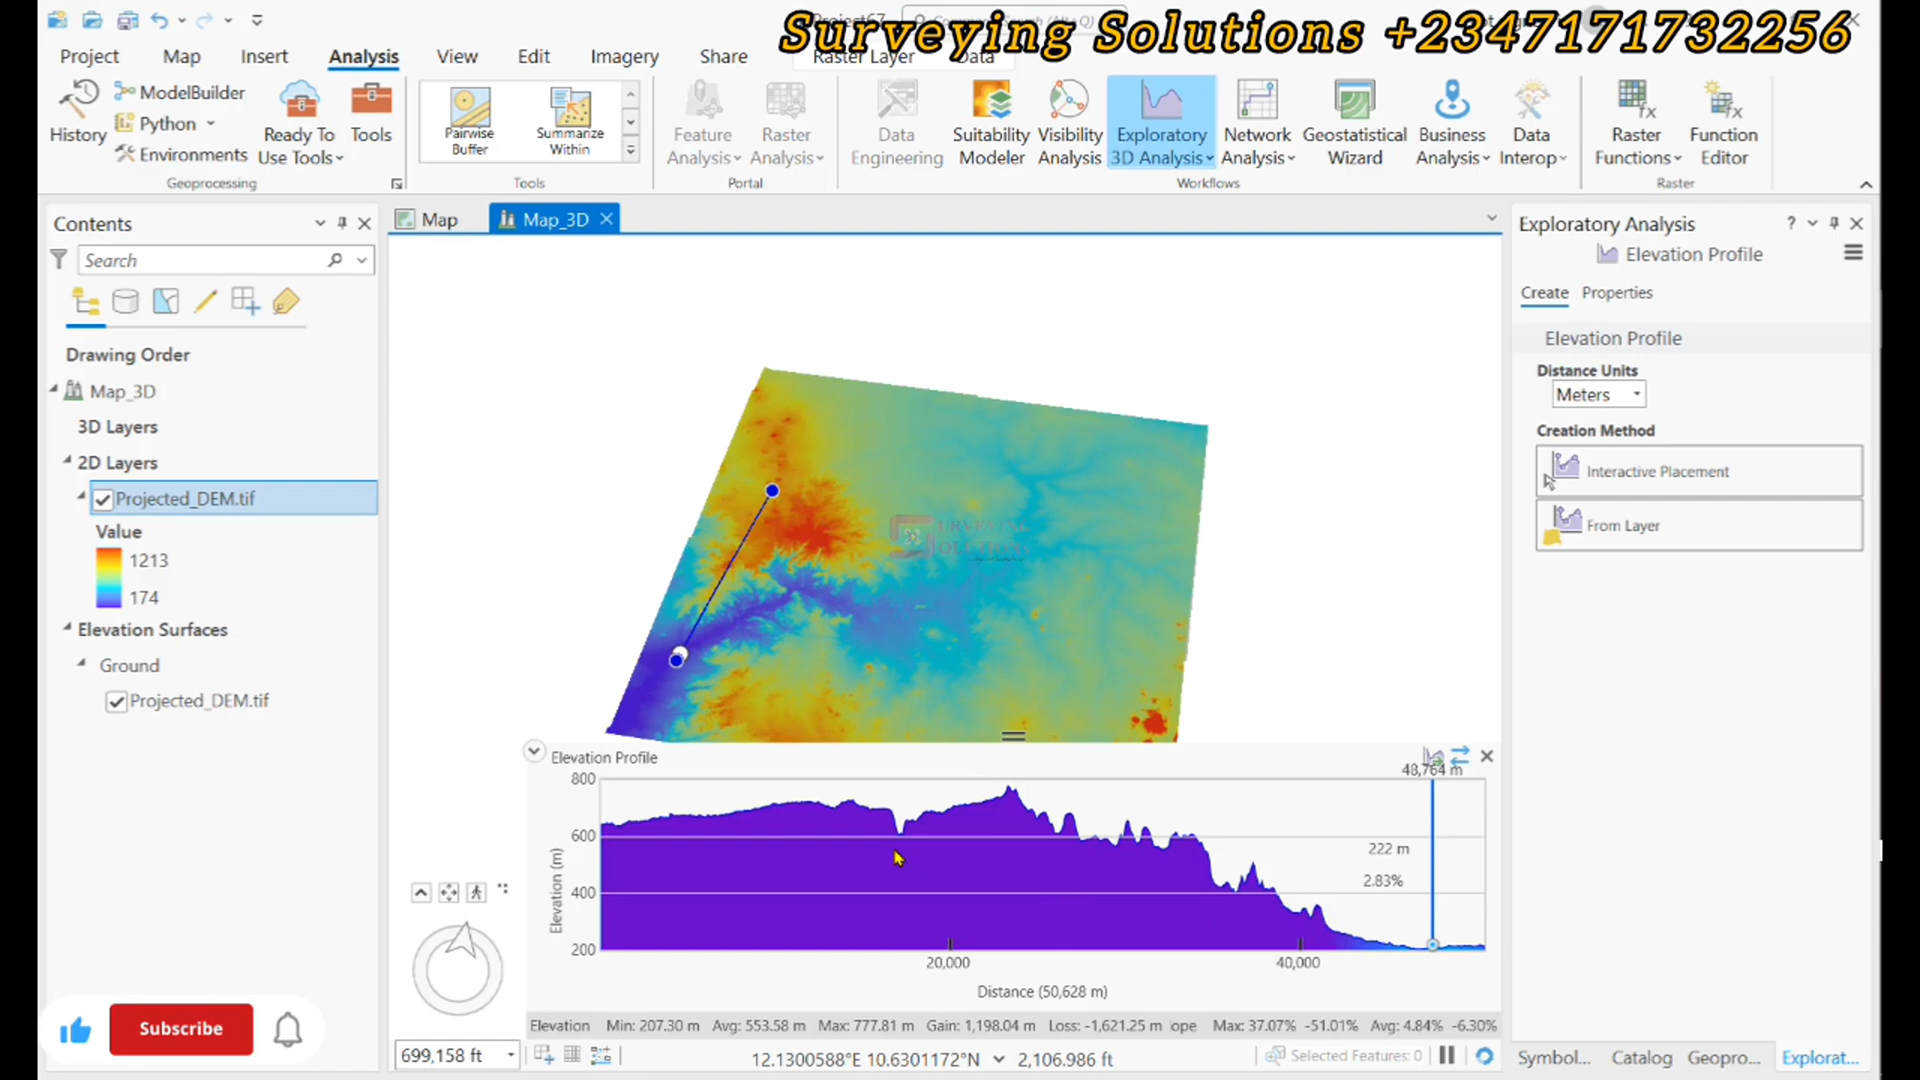 Surveying Solutions +2347171732256
Project67
Command Search (Alt+Q)
Project
Map
Insert
Analysis
View
Edit
Imagery
Share
Raster Layer
Data
History
ModelBuilder
Python
Environments
Ready To
Use Tools
Tools
Pairwise
Buffer
Summarize
Within
Feature
Analysis
Raster
Analysis
Data
Engineering
Suitability
Modeler
Visibility
Analysis
Exploratory
3D Analysis
Network
Analysis
Geostatistical
Wizard
Business
Analysis
Data
Interop
Raster
Functions
Function
Editor
Geoprocessing
Tools
Portal
Workflows
Raster
Contents
Search
Drawing Order
Map_3D
3D Layers
2D Layers
Projected_DEM.tif
Value
1213
174
Elevation Surfaces
Ground
Projected_DEM.tif
Map
Map_3D
URVEYING
OLUTIONS
Exploratory Analysis
Elevation Profile
Create
Properties
Elevation Profile
Distance Units
Meters
Creation Method
Interactive Placement
From Layer
Elevation Profile
48,764 m
800
600
400
200
Elevation (m)
222 m
2.83%
20,000
40,000
Distance (50,628 m)
Elevation Min: 207.30 m Avg: 553.58 m Max: 777.81 m Gain: 1,198.04 m Loss: -1,621.25 m lope Max: 37.07% -51.01% Avg: 4.84% -6.30%
Subscribe
699,158 ft
12.1300588°E 10.6301172°N
2,106.986 ft
Selected Features: 0
Symbol...
Catalog
Geopro...
Explorat...